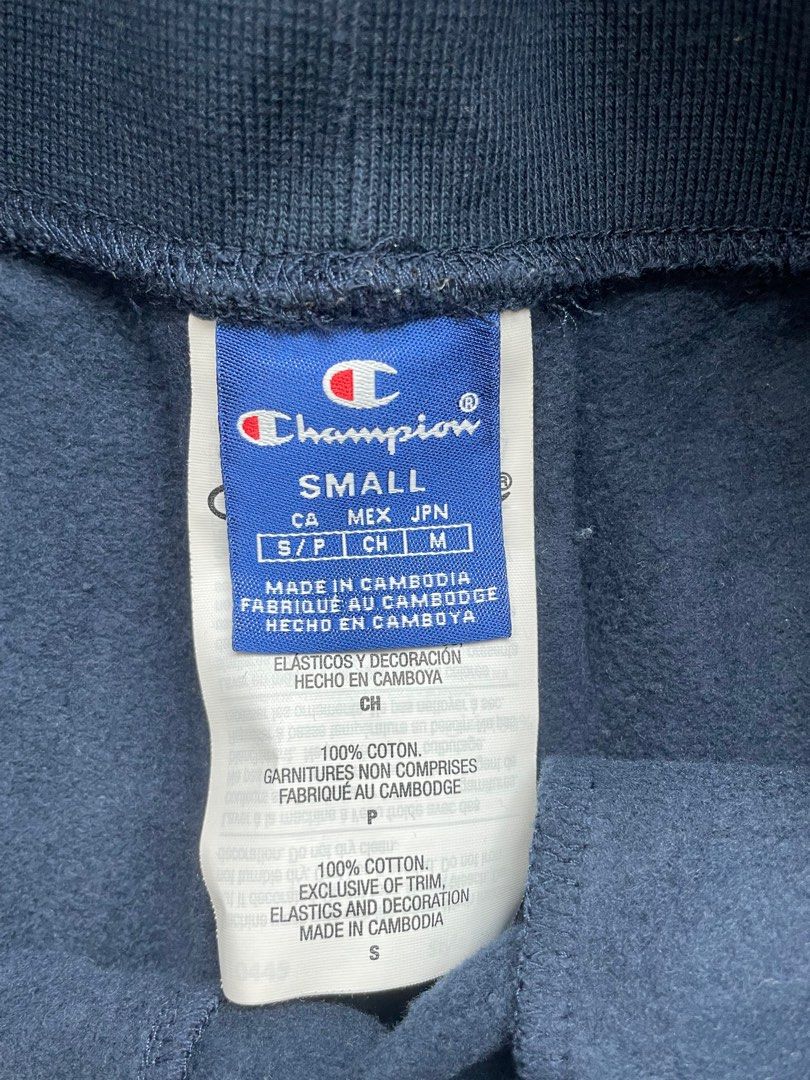 Champion®
SMALL
CA MEX JPN
S/P CH M
MADE IN CAMBODIA
FABRIQUÉ AU CAMBODGE
HECHO EN CAMBOYA
ELÁSTICOS Y DECORACIÓN
HECHO EN CAMBOYA
CH
100% COTON.
GARNITURES NON COMPRISES
FABRIQUÉ AU CAMBODGE
P
100% COTTON.
EXCLUSIVE OF TRIM,
ELASTICS AND DECORATION
MADE IN CAMBODIA
S